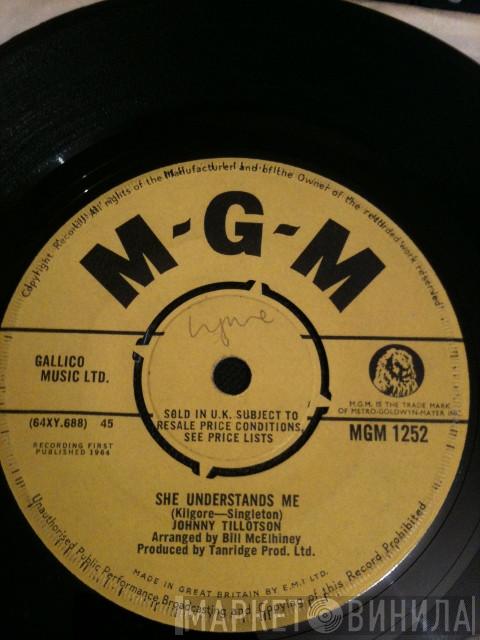 Copyright Recording All rights of the Manufacturer and of the Owner of the recorded work reserved
M-G-M
GALLICO
MUSIC LTD.
(64XY.688) 45
RECORDING FIRST
PUBLISHED 1964
SOLD IN U.K. SUBJECT TO
RESALE PRICE CONDITIONS,
SEE PRICE LISTS
M.G.M. IS THE TRADE MARK
OF METRO-GOLDWYN-MAYER INC.
MGM 1252
SHE UNDERSTANDS ME
(Kilgore—Singleton)
JOHNNY TILLOTSON
Arranged by Bill McElhiney
Produced by Tanridge Prod. Ltd.
MADE IN GREAT BRITAIN BY E.M.I LTD.
Unauthorised Public Performance Broadcasting and Copying of this Record Prohibited
МАРКЕТ ВИНИЛА